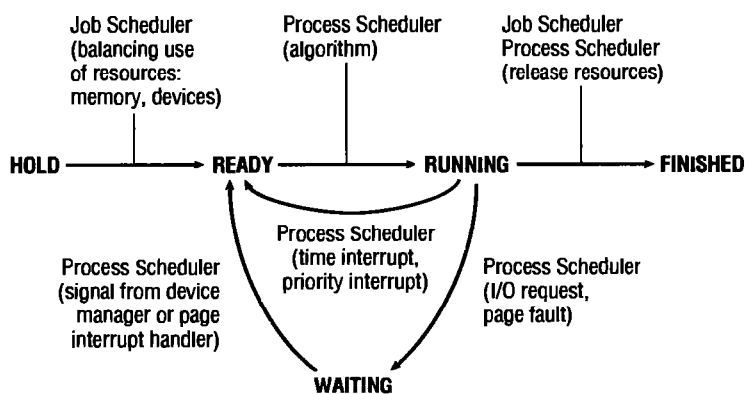 Job Scheduler
(balancing use
of resources:
memory, devices)
Process Scheduler
(algorithm)
Job Scheduler
Process Scheduler
(release resources)
HOLD
READY
RUNNING
FINISHED
Process Scheduler
(time interrupt,
priority interrupt)
Process Scheduler
(signal from device
manager or page
interrupt handler)
Process Scheduler
(I/O request,
page fault)
WAITING